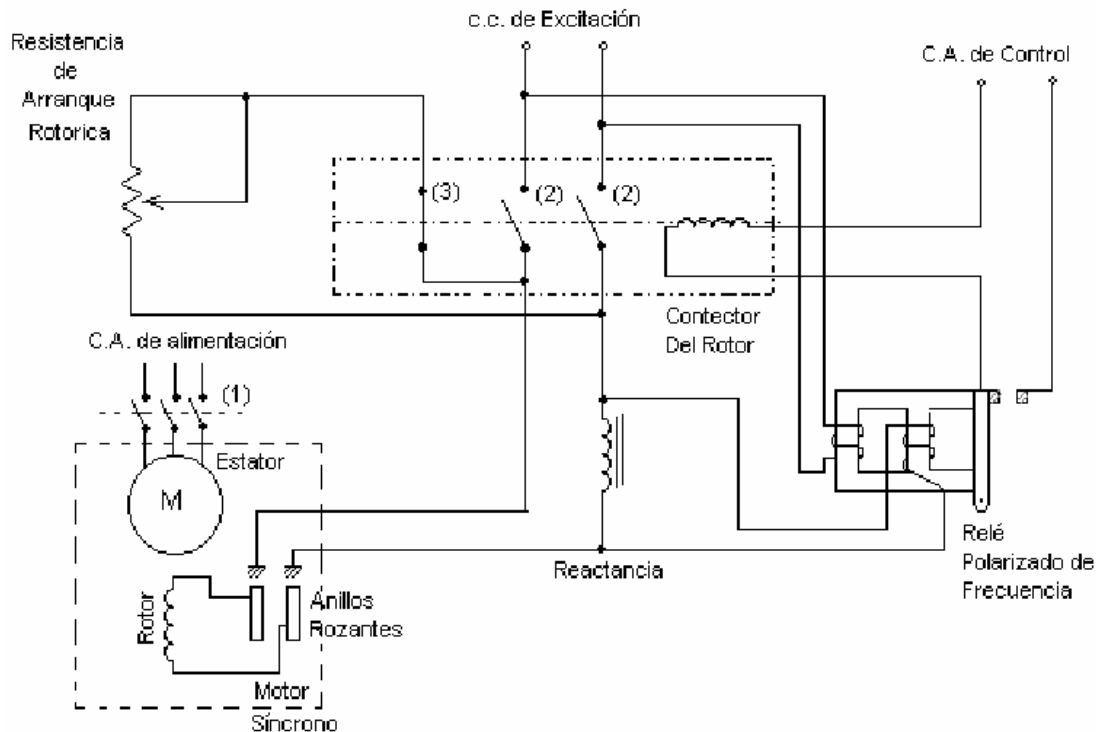 c.c. de Excitación
Resistencia
de
Arranque
Rotorica
C.A. de Control
(3)
(2)
(2)
Contector
Del Rotor
C.A. de alimentación
(1)
Estator
M
Relé
Polarizado de
Frecuencia
Reactancia
Rotor
Anillos
Rozantes
Motor
Síncrono